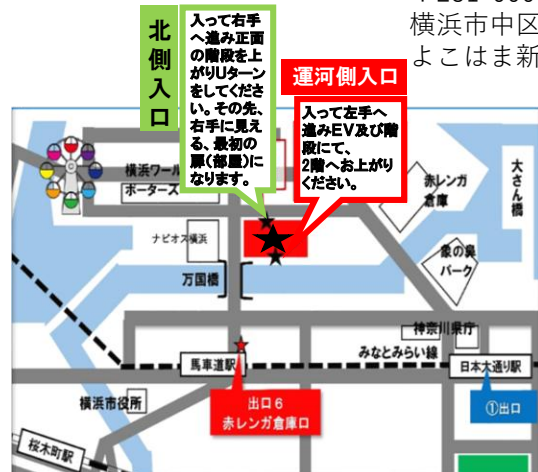 横浜市中区
よこはま新
北側入口
入って右手
へ進み正面
の階段を上
がりUターン
をしてくださ
い。その先、
右手に見え
る、最初の
扉(部屋)に
なります。
運河側入口
入って左手へ
進みEV及び階
段にて、
2階へお上がり
ください。
横浜ワール
ポーターズ
ナビオス横浜
万国橋
赤レンガ
倉庫
大さん橋
象の鼻
パーク
神奈川県庁
みなとみらい線
馬車道駅
日本大通り駅
横浜市役所
出口6
赤レンガ倉庫口
①出口
桜木町駅